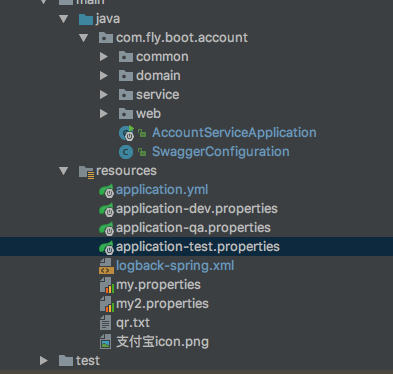 main
java
com.fly.boot.account
common
domain
service
web
AccountServiceApplication
SwaggerConfiguration
resources
application.yml
application-dev.properties
application-qa.properties
application-test.properties
logback-spring.xml
my.properties
my2.properties
qr.txt
支付宝icon.png
test